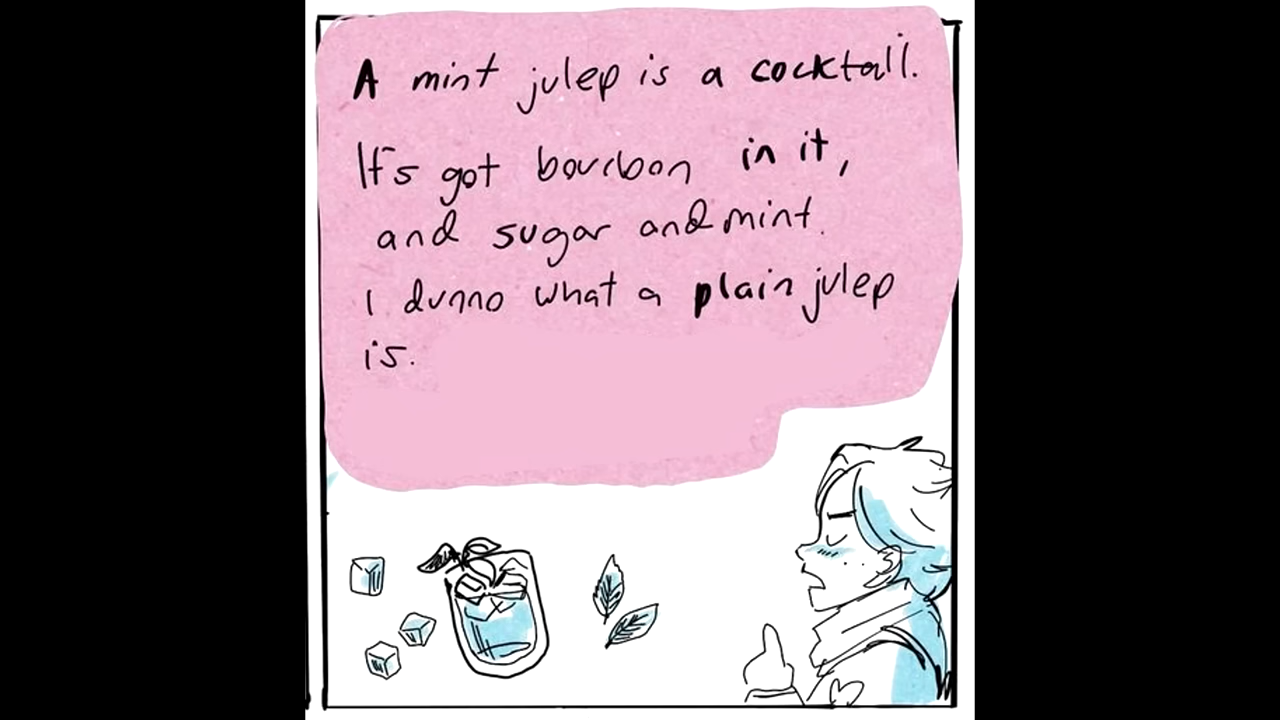 A mint julep is a cocktail.
It's got bourbon in it,
and sugar and mint.
I dunno what a plain julep
is.